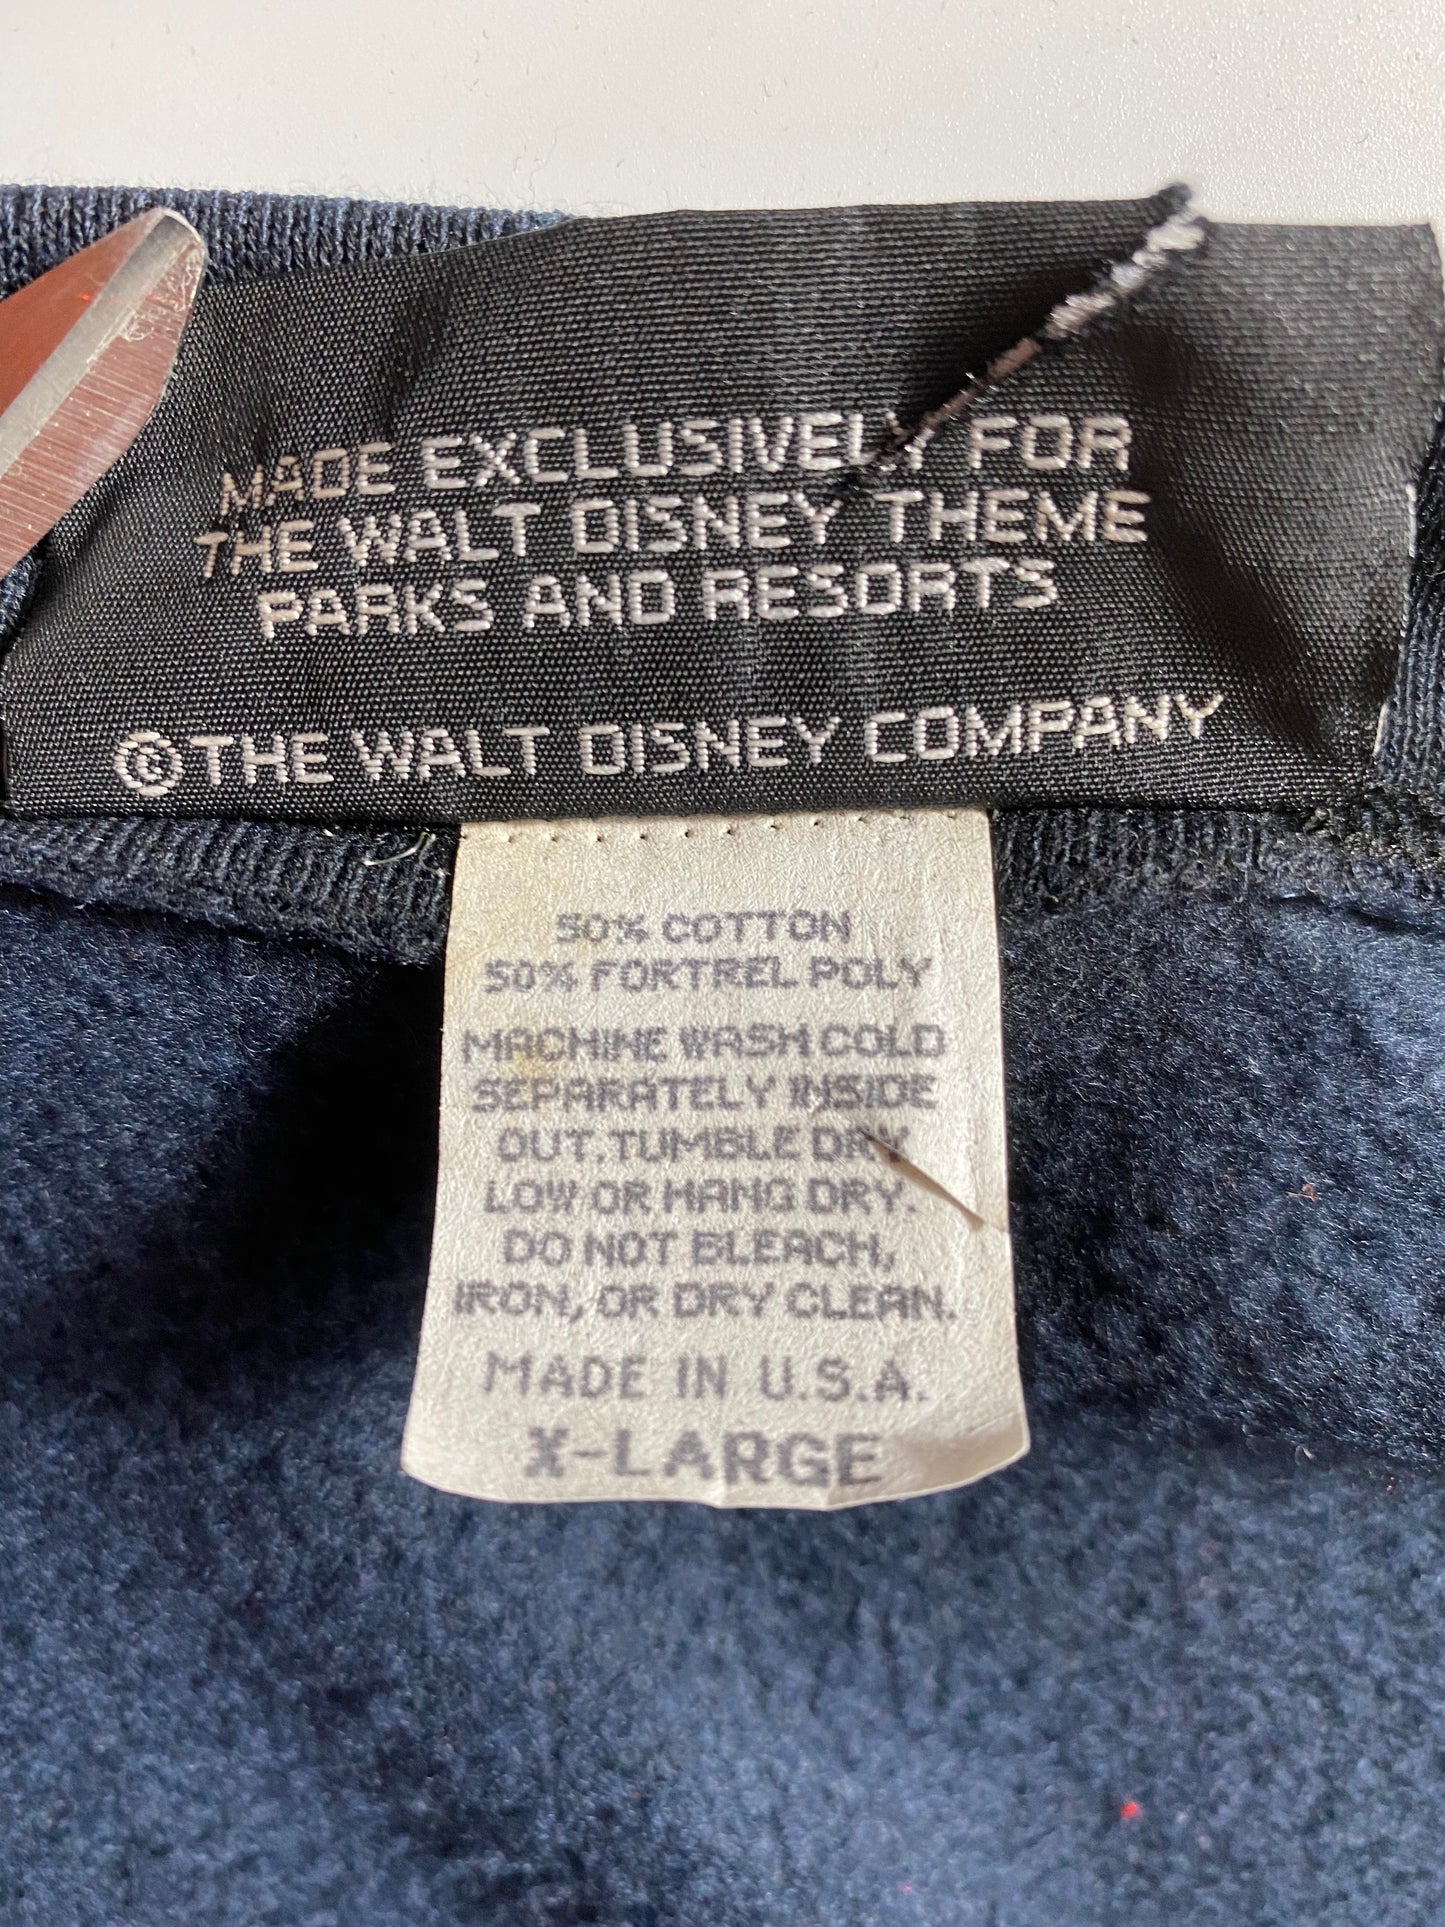 MADE EXCLUSIVELY FOR
THE WALT DISNEY THEME
PARKS AND RESORTS
© THE WALT DISNEY COMPANY
50% COTTON
50% FORTREL POLY
MACHINE WASH COLD
SEPARATELY INSIDE
OUT. TUMBLE DRY
LOW OR HANG DRY.
DO NOT BLEACH,
IRON, OR DRY CLEAN.
MADE IN U.S.A.
X-LARGE